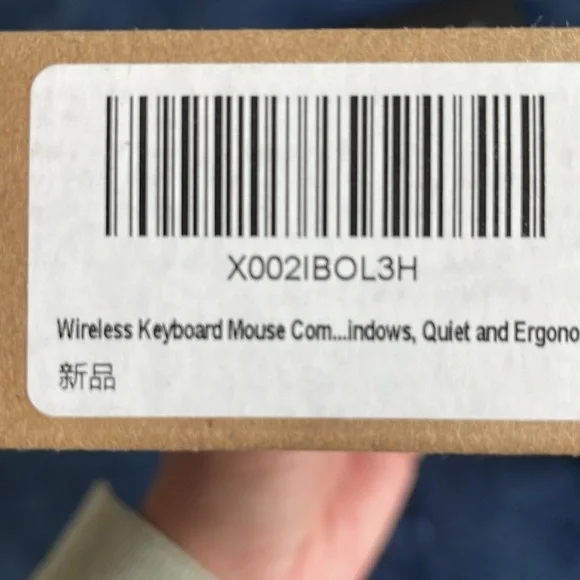 X002IBOL3H
Wireless Keyboard Mouse Com...indows, Quiet and Ergono
新品